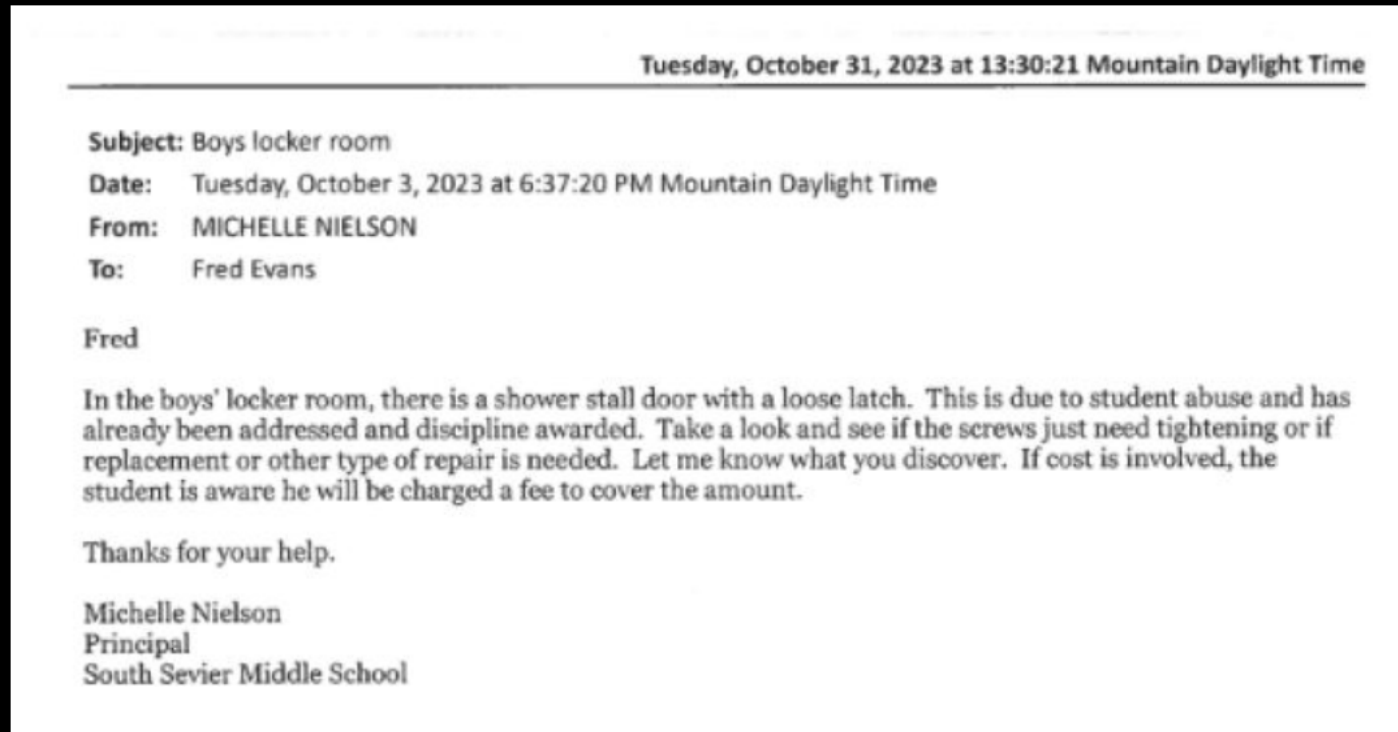 Tuesday, October 31, 2023 at 13:30:21 Mountain Daylight Time
Subject: Boys locker room
Date: Tuesday, October 3, 2023 at 6:37:20 PM Mountain Daylight Time
From: MICHELLE NIELSON
To: Fred Evans
Fred
In the boys' locker room, there is a shower stall door with a loose latch. This is due to student abuse and has
already been addressed and discipline awarded. Take a look and see if the screws just need tightening or if
replacement or other type of repair is needed. Let me know what you discover. If cost is involved, the
student is aware he will be charged a fee to cover the amount.
Thanks for your help.
Michelle Nielson
Principal
South Sevier Middle School